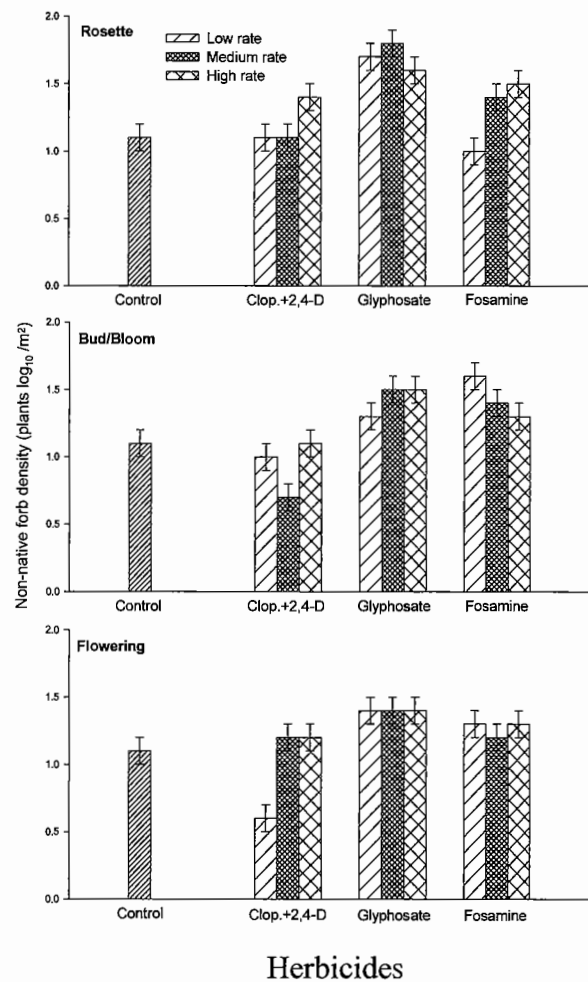 Rosette
Low rate
Medium rate
High rate
2.0
1.5
1.0
0.5
0.0
Control Clop.+2,4-D Glyphosate Fosamine
Non-native forb density (plants log₁₀ /m²)
Bud/Bloom
2.0
1.5
1.0
0.5
0.0
Control Clop.+2,4-D Glyphosate Fosamine
Flowering
2.0
1.5
1.0
0.5
0.0
Control Clop.+2,4-D Glyphosate Fosamine
Herbicides